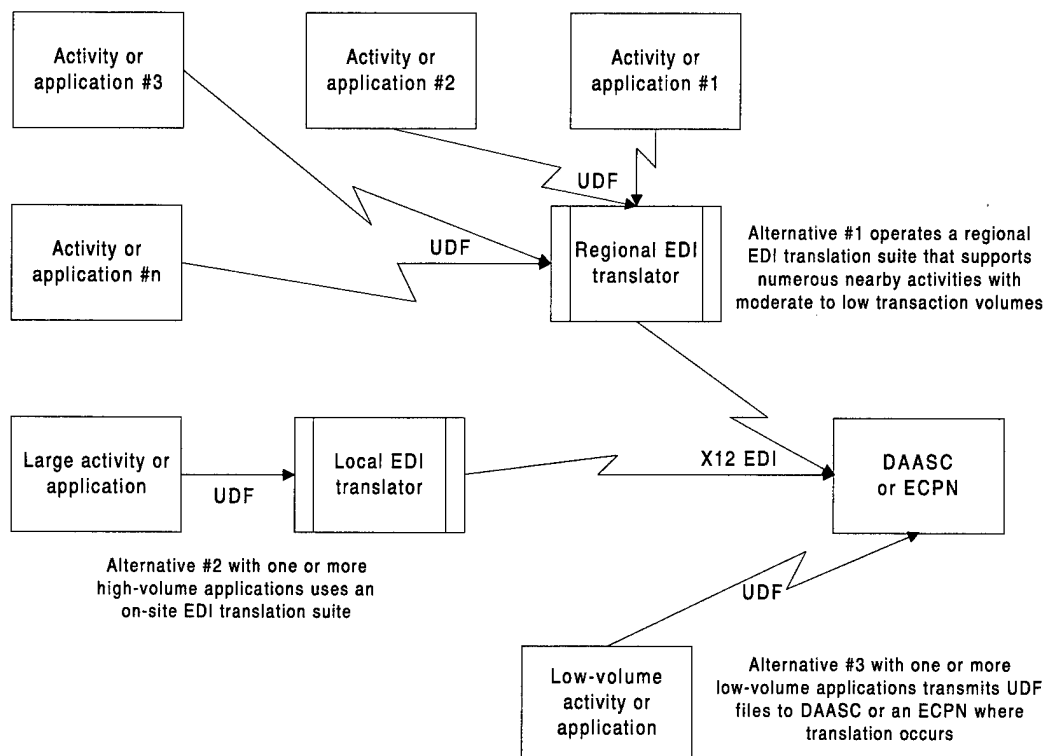 Activity or
application #3
Activity or
application #2
Activity or
application #1
UDF
Activity or
application #n
UDF
Regional EDI
translator
Alternative #1 operates a regional
EDI translation suite that supports
numerous nearby activities with
moderate to low transaction volumes
Large activity or
application
UDF
Local EDI
translator
X12 EDI
DAASC
or ECPN
Alternative #2 with one or more
high-volume applications uses an
on-site EDI translation suite
UDF
Low-volume
activity or
application
Alternative #3 with one or more
low-volume applications transmits UDF
files to DAASC or an ECPN where
translation occurs